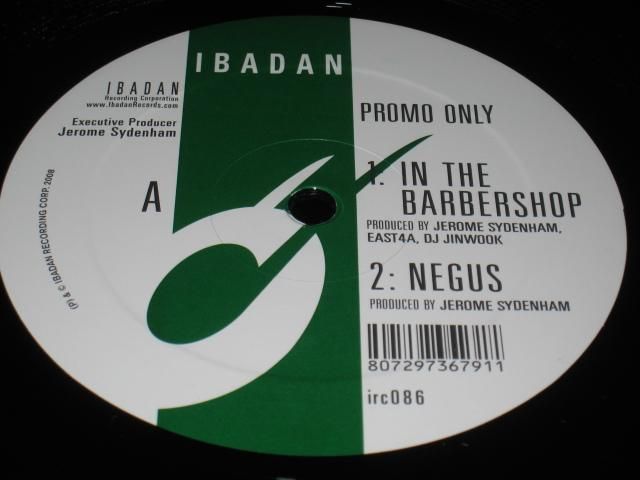 IBADAN
IBADAN
Recording Corporation
www.IbadanRecords.com
Executive Producer
Jerome Sydenham
A
(P) & © IBADAN RECORDING CORP. 2008
PROMO ONLY
1: IN THE
BARBERSHOP
PRODUCED BY JEROME SYDENHAM,
EAST4A, DJ JINWOOK
2: NEGUS
PRODUCED BY JEROME SYDENHAM
807297367911
irc086